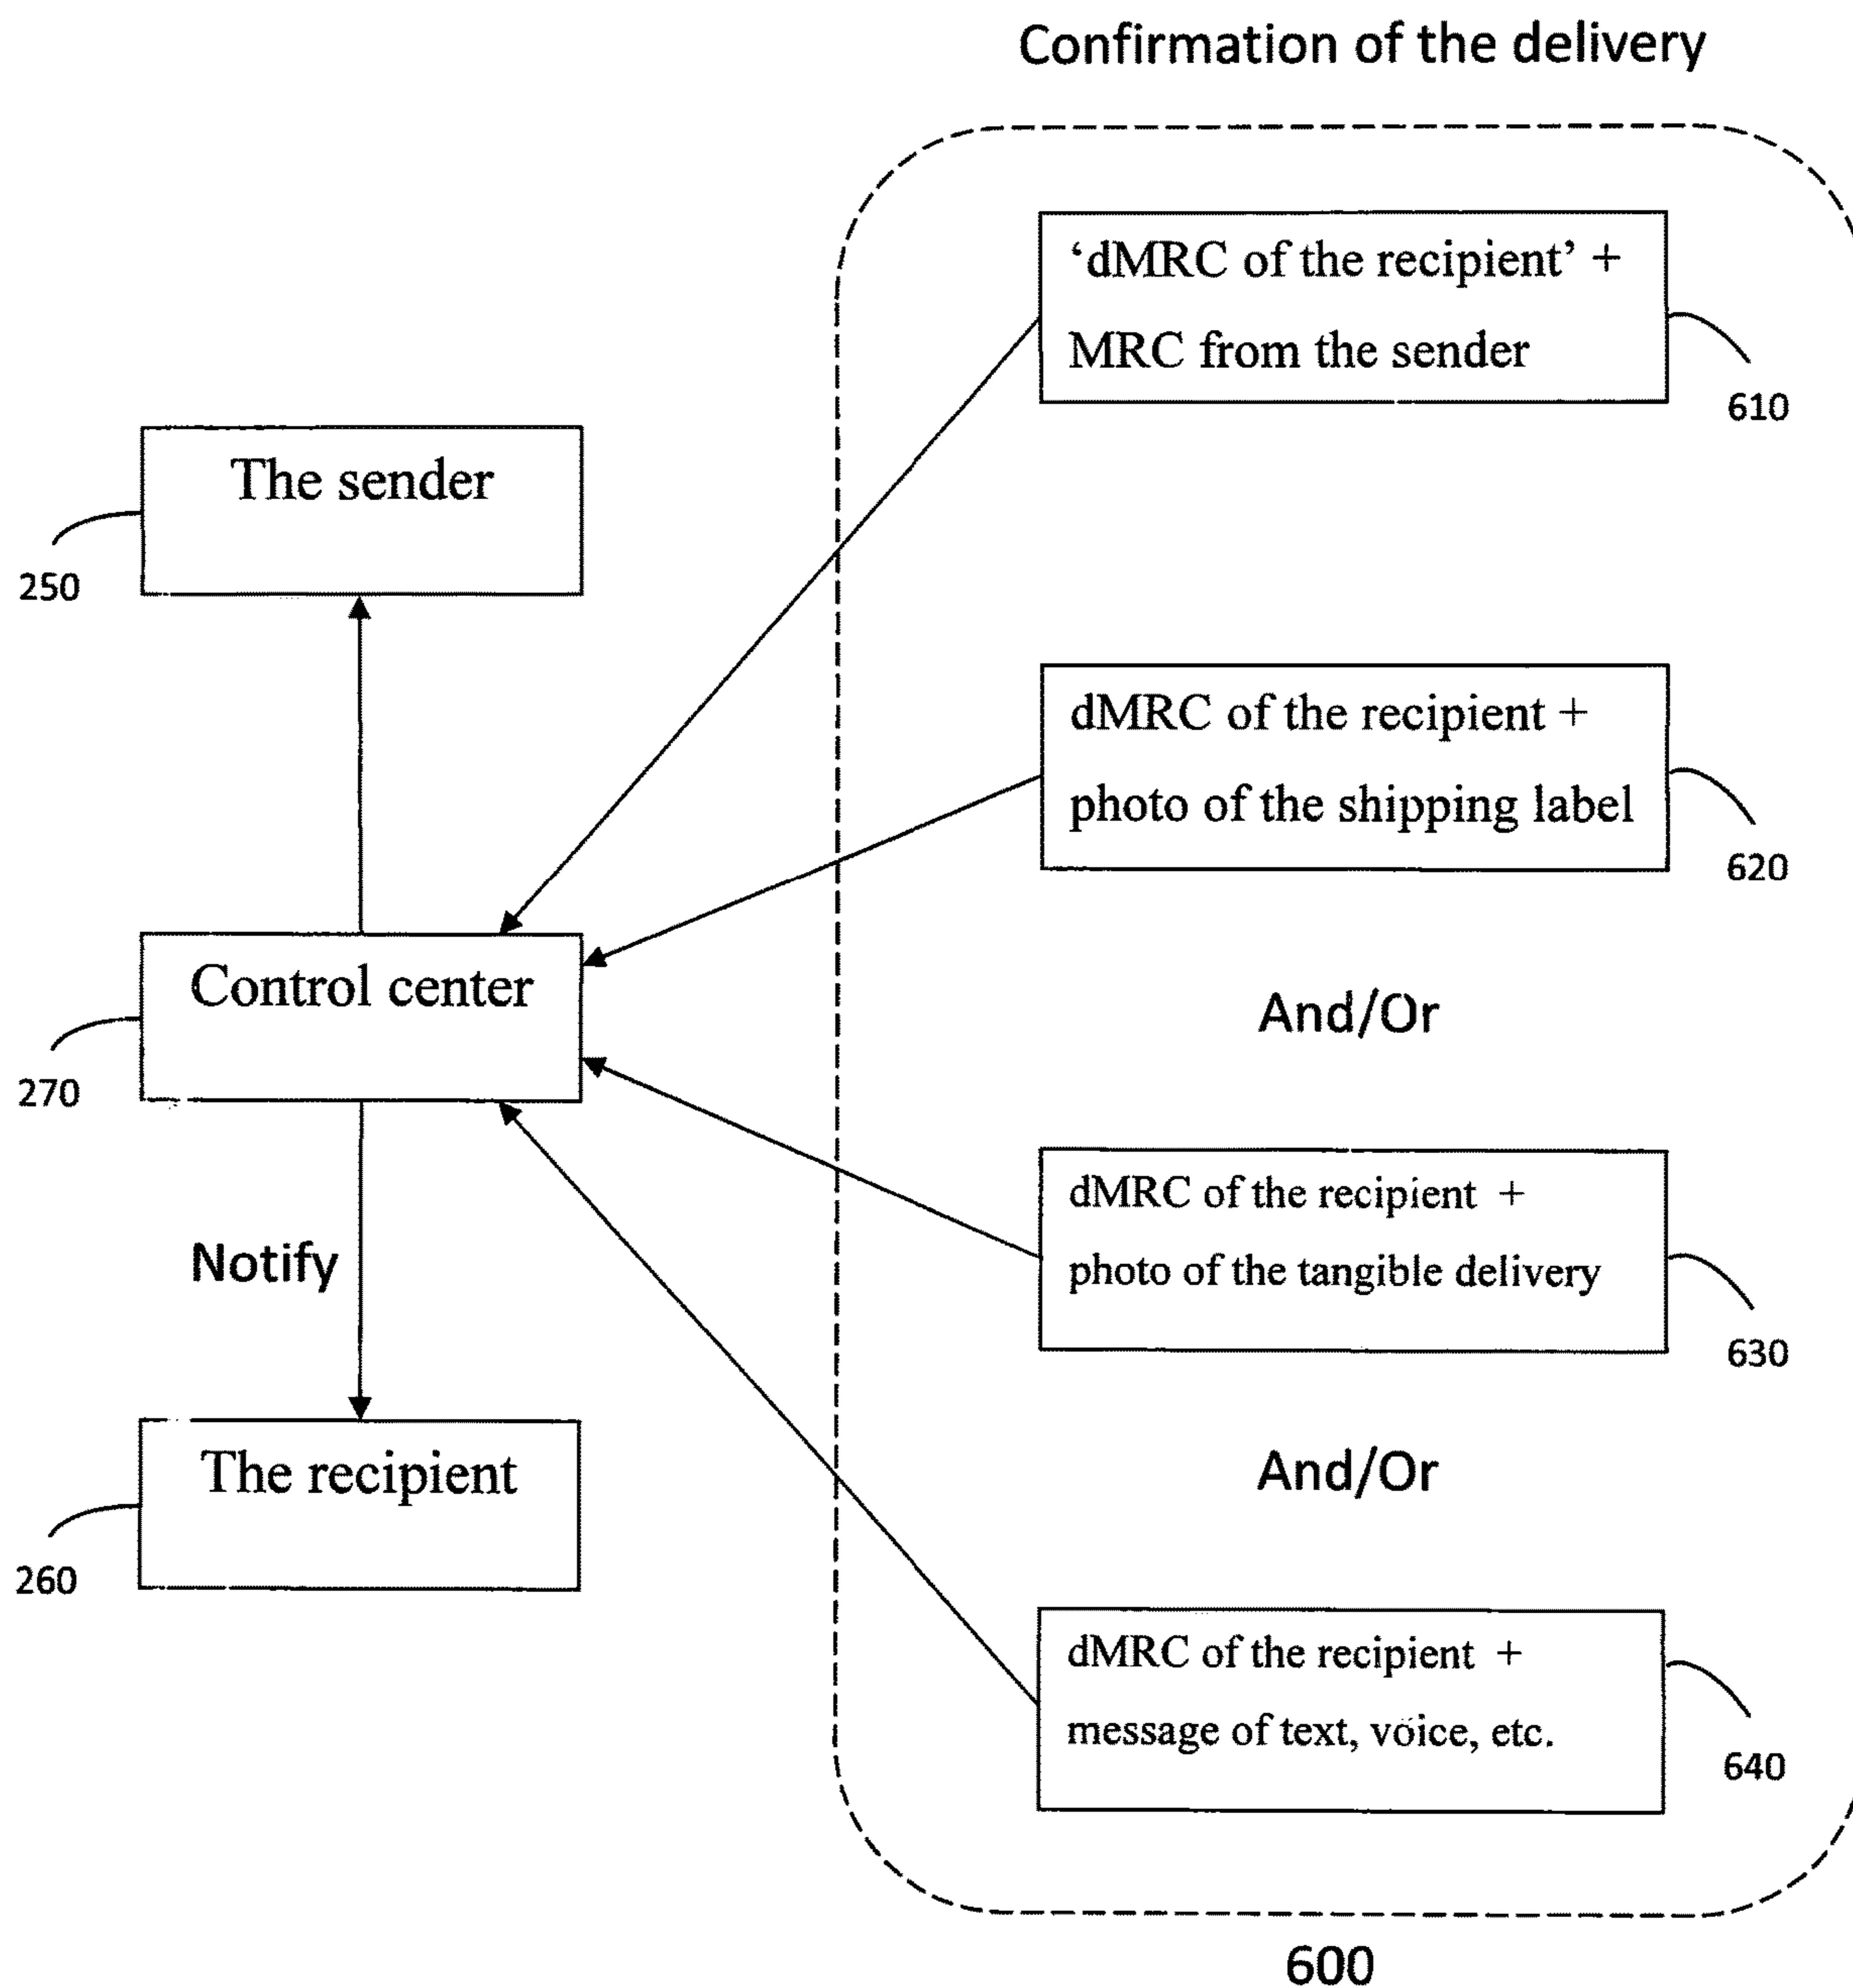 Confirmation of the delivery
‘dMRC of the recipient’ +
MRC from the sender
610
The sender
250
dMRC of the recipient +
photo of the shipping label
620
Control center
270
And/Or
dMRC of the recipient +
photo of the tangible delivery
630
Notify
The recipient
260
And/Or
dMRC of the recipient +
message of text, voice, etc.
640
600